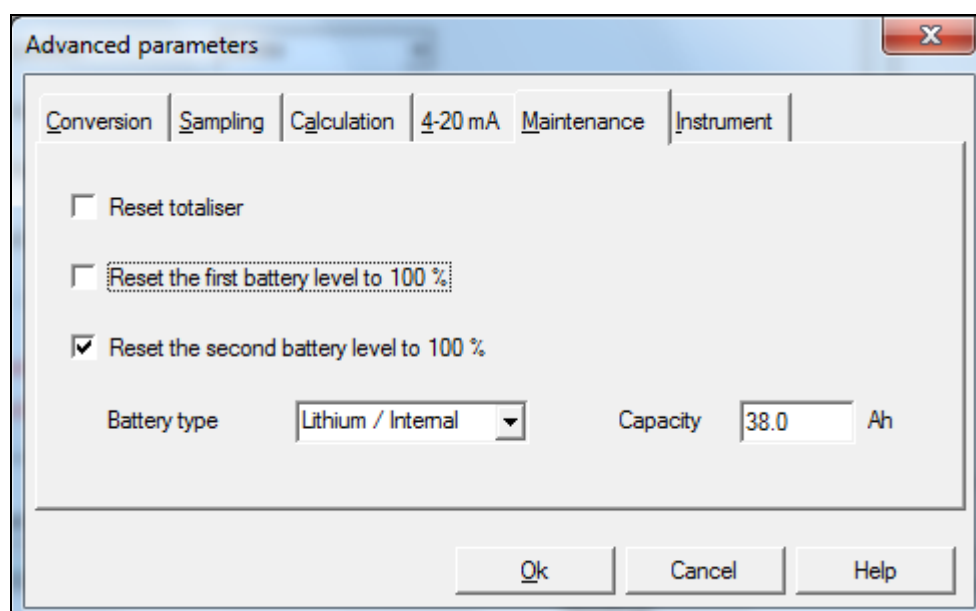 Advanced parameters
Conversion Sampling Calculation 4-20 mA Maintenance Instrument
Reset totaliser
Reset the first battery level to 100 %
Reset the second battery level to 100 %
Battery type Lithium / Internal Capacity 38.0 Ah
Ok Cancel Help